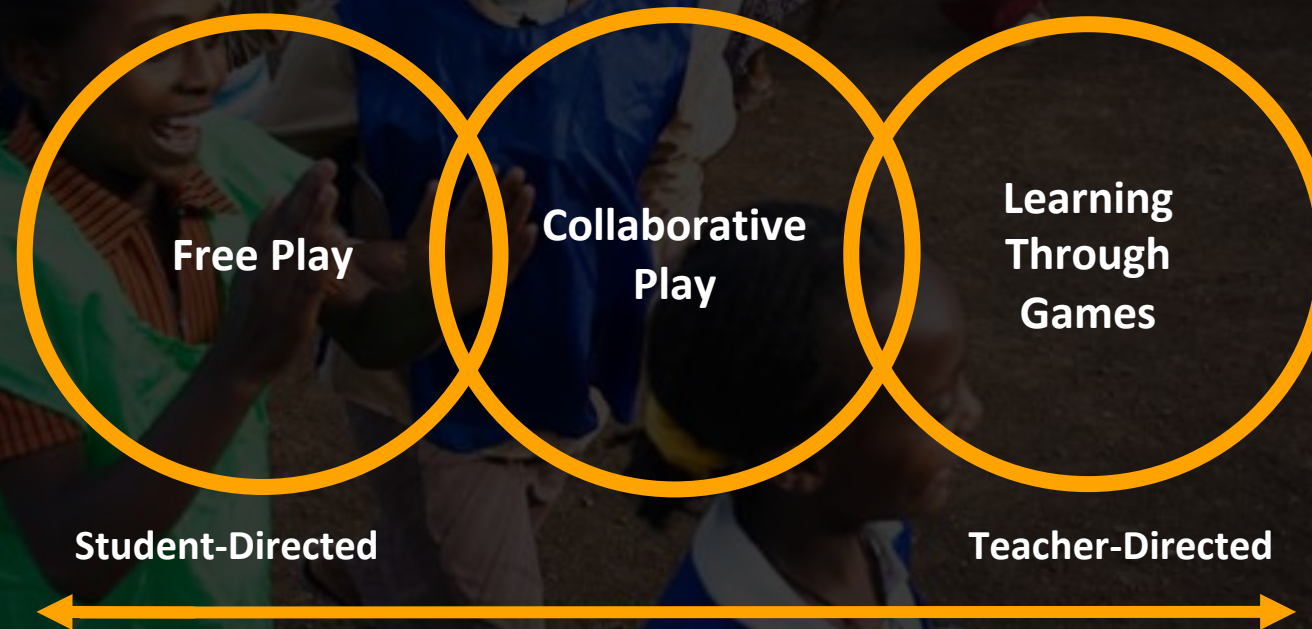 Free Play
Collaborative
Play
Learning
Through
Games
Student-Directed
Teacher-Directed